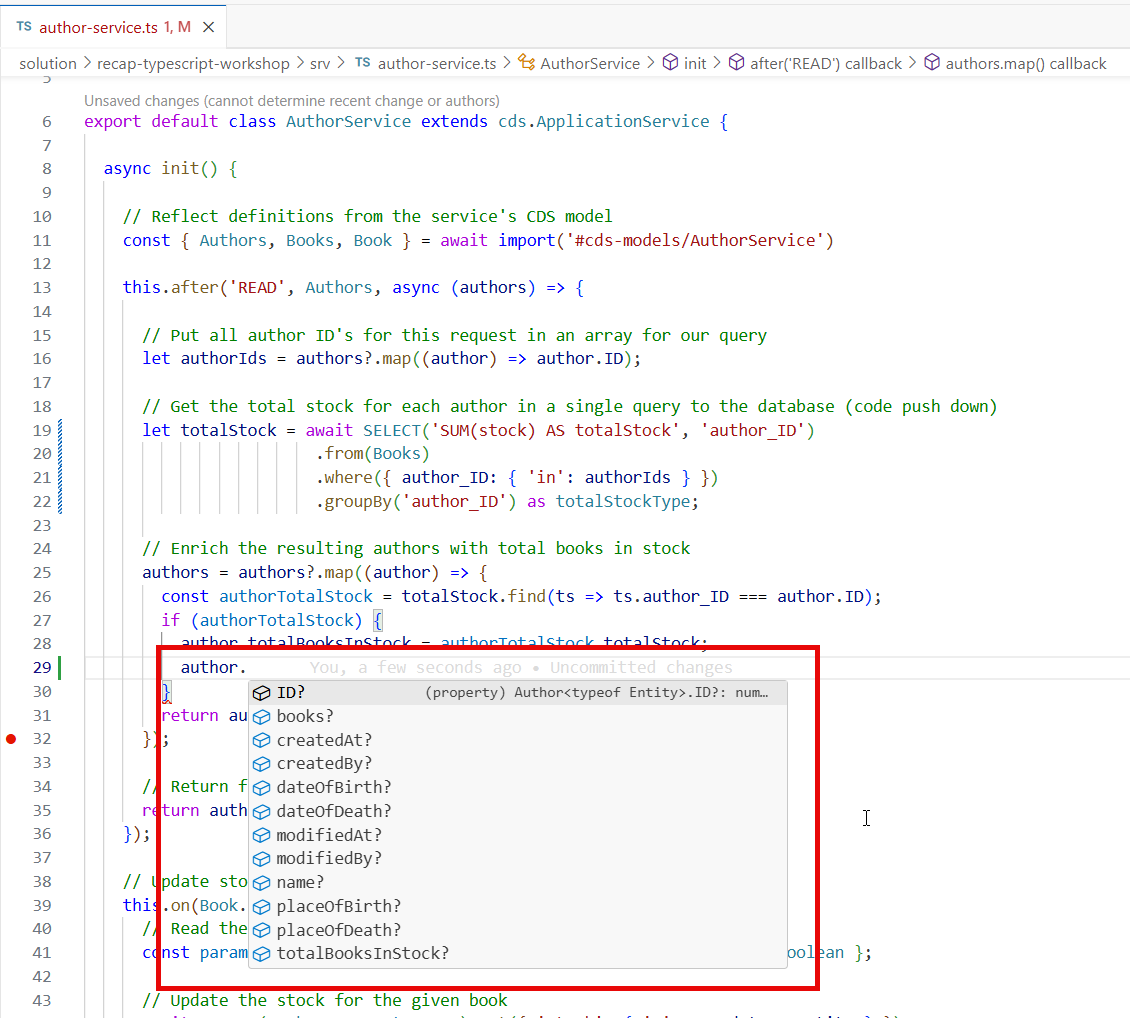 TS author-service.ts 1, M ×
solution > recap-typescript-workshop > srv > TS author-service.ts > AuthorService > init > after('READ') callback > authors.map() callback
5
Unsaved changes (cannot determine recent change or authors)
6 export default class AuthorService extends cds.ApplicationService {
7
8 async init() {
9
10 // Reflect definitions from the service's CDS model
11 const { Authors, Books, Book } = await import('#cds-models/AuthorService')
12
13 this.after('READ', Authors, async (authors) => {
14
15 // Put all author ID's for this request in an array for our query
16 let authorIds = authors?.map((author) => author.ID);
17
18 // Get the total stock for each author in a single query to the database (code push down)
19 let totalStock = await SELECT('SUM(stock) AS totalStock', 'author_ID')
20 .from(Books)
21 .where({ author_ID: { 'in': authorIds } })
22 .groupBy('author_ID') as totalStockType;
23
24 // Enrich the resulting authors with total books in stock
25 authors = authors?.map((author) => {
26 const authorTotalStock = totalStock.find(ts => ts.author_ID === author.ID);
27 if (authorTotalStock) {
28 author.totalBooksInStock = authorTotalStock.totalStock;
29 author. You, a few seconds ago • Uncommitted changes
30 } ID? (property) Author<typeof Entity>.ID?: num…
31 return au books?
32 }); createdAt?
33 createdBy?
34 // Return f dateOfBirth?
35 return auth dateOfDeath?
36 }); modifiedAt?
37 modifiedBy?
38 // Update sto name?
39 this.on(Book. placeOfBirth?
40 // Read the placeOfDeath?
41 const param totalBooksInStock? oolean };
42
43 // Update the stock for the given book